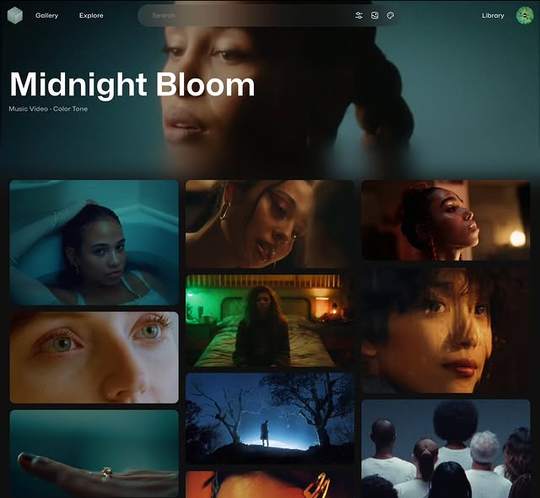 Gallery
Explore
Search
Library
Midnight Bloom
Music Video - Color Tone